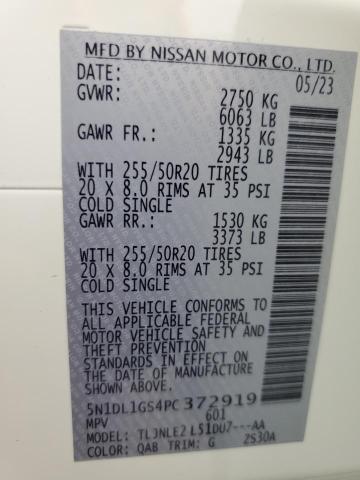 MFD BY NISSAN MOTOR CO., LTD.
DATE: 05/23
GVWR: 2750 KG
6063 LB
GAWR FR.: 1335 KG
2943 LB
WITH 255/50R20 TIRES
20 X 8.0 RIMS AT 35 PSI
COLD SINGLE
GAWR RR: 1530 KG
3373 LB
WITH 255/50R20 TIRES
20 X 8.0 RIMS AT 35 PSI
COLD SINGLE
THIS VEHICLE CONFORMS TO
ALL APPLICABLE FEDERAL
MOTOR VEHICLE SAFETY AND
THEFT PREVENTION
STANDARDS IN EFFECT ON
THE DATE OF MANUFACTURE
SHOWN ABOVE.
5N1DL1GS4PC372919
MPV 601
MODEL: TLJNLE2 L51DU7---AA
COLOR: QAB TRIM: G 2S30A